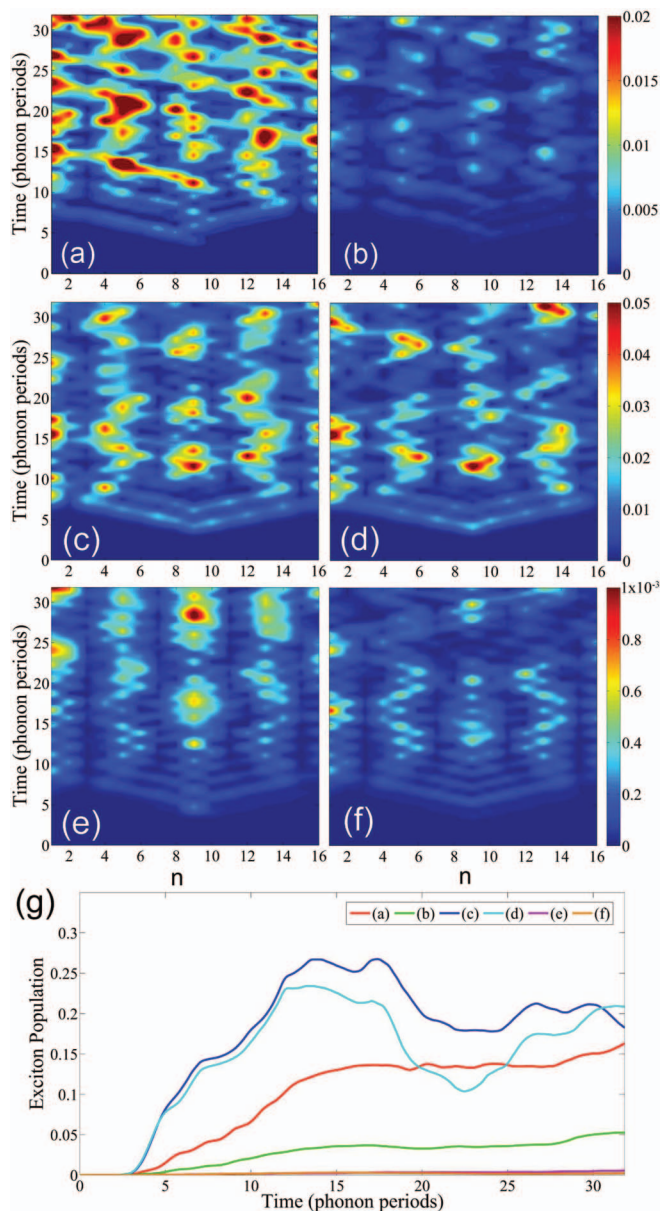 Time (phonon periods)
30
25
20
15
10
5
0
(a)
2 4 6 8 10 12 14 16
(b)
2 4 6 8 10 12 14 16
0.02
0.015
0.01
0.005
0
Time (phonon periods)
30
25
20
15
10
5
0
(c)
2 4 6 8 10 12 14 16
(d)
2 4 6 8 10 12 14 16
0.05
0.04
0.03
0.02
0.01
0
Time (phonon periods)
30
25
20
15
10
5
0
(e)
2 4 6 8 10 12 14 16
n
(f)
2 4 6 8 10 12 14 16
n
1x10-3
0.8
0.6
0.4
0.2
0
(g)
(a) (b) (c) (d) (e) (f)
Exciton Population
0.3
0.25
0.2
0.15
0.1
0.05
0
0 5 10 15 20 25 30
Time (phonon periods)